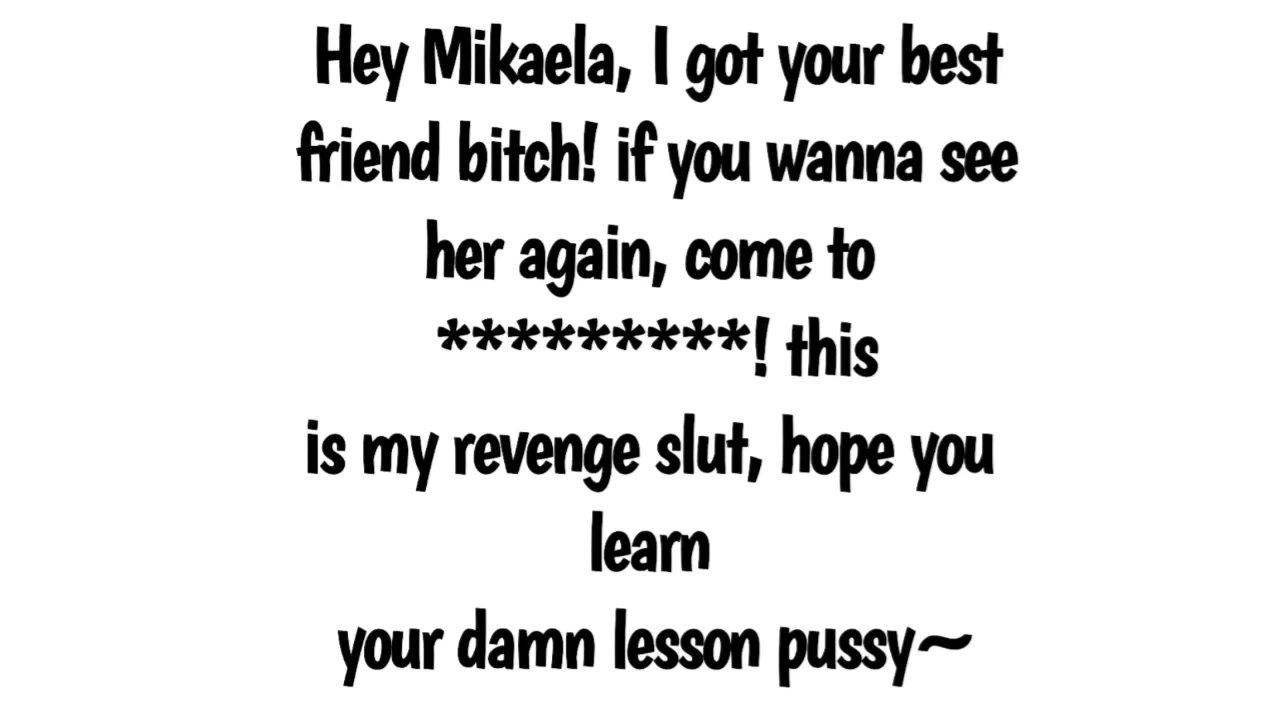 Hey Mikaela, I got your best
friend bitch! if you wanna see
her again, come to
*********! this
is my revenge slut, hope you
learn
your damn lesson pussy~